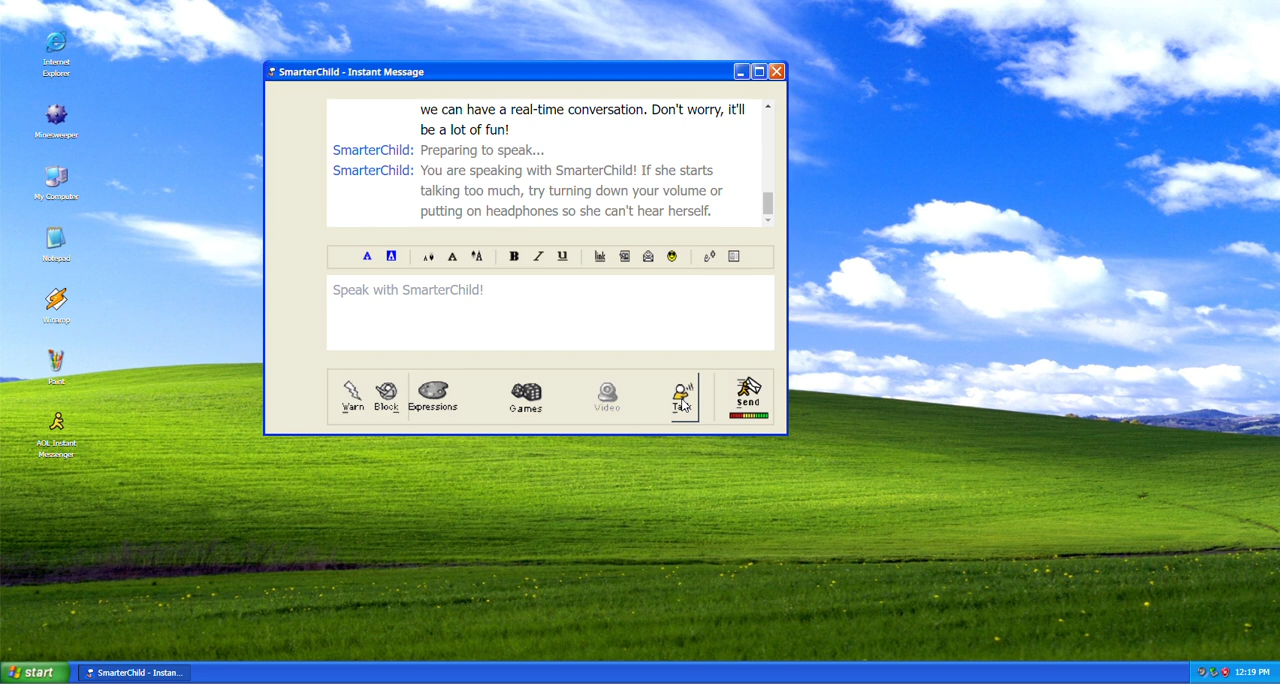 Internet
Explorer
Minesweeper
My Computer
Notepad
Winamp
Paint
AOL Instant
Messenger
SmarterChild - Instant Message
we can have a real-time conversation. Don't worry, it'll
be a lot of fun!
SmarterChild: Preparing to speak...
SmarterChild: You are speaking with SmarterChild! If she starts
talking too much, try turning down your volume or
putting on headphones so she can't hear herself.
A A A A A B I U link
Speak with SmarterChild!
Warn Block Expressions Games Video Talk Send
start SmarterChild - Instan... 12:19 PM